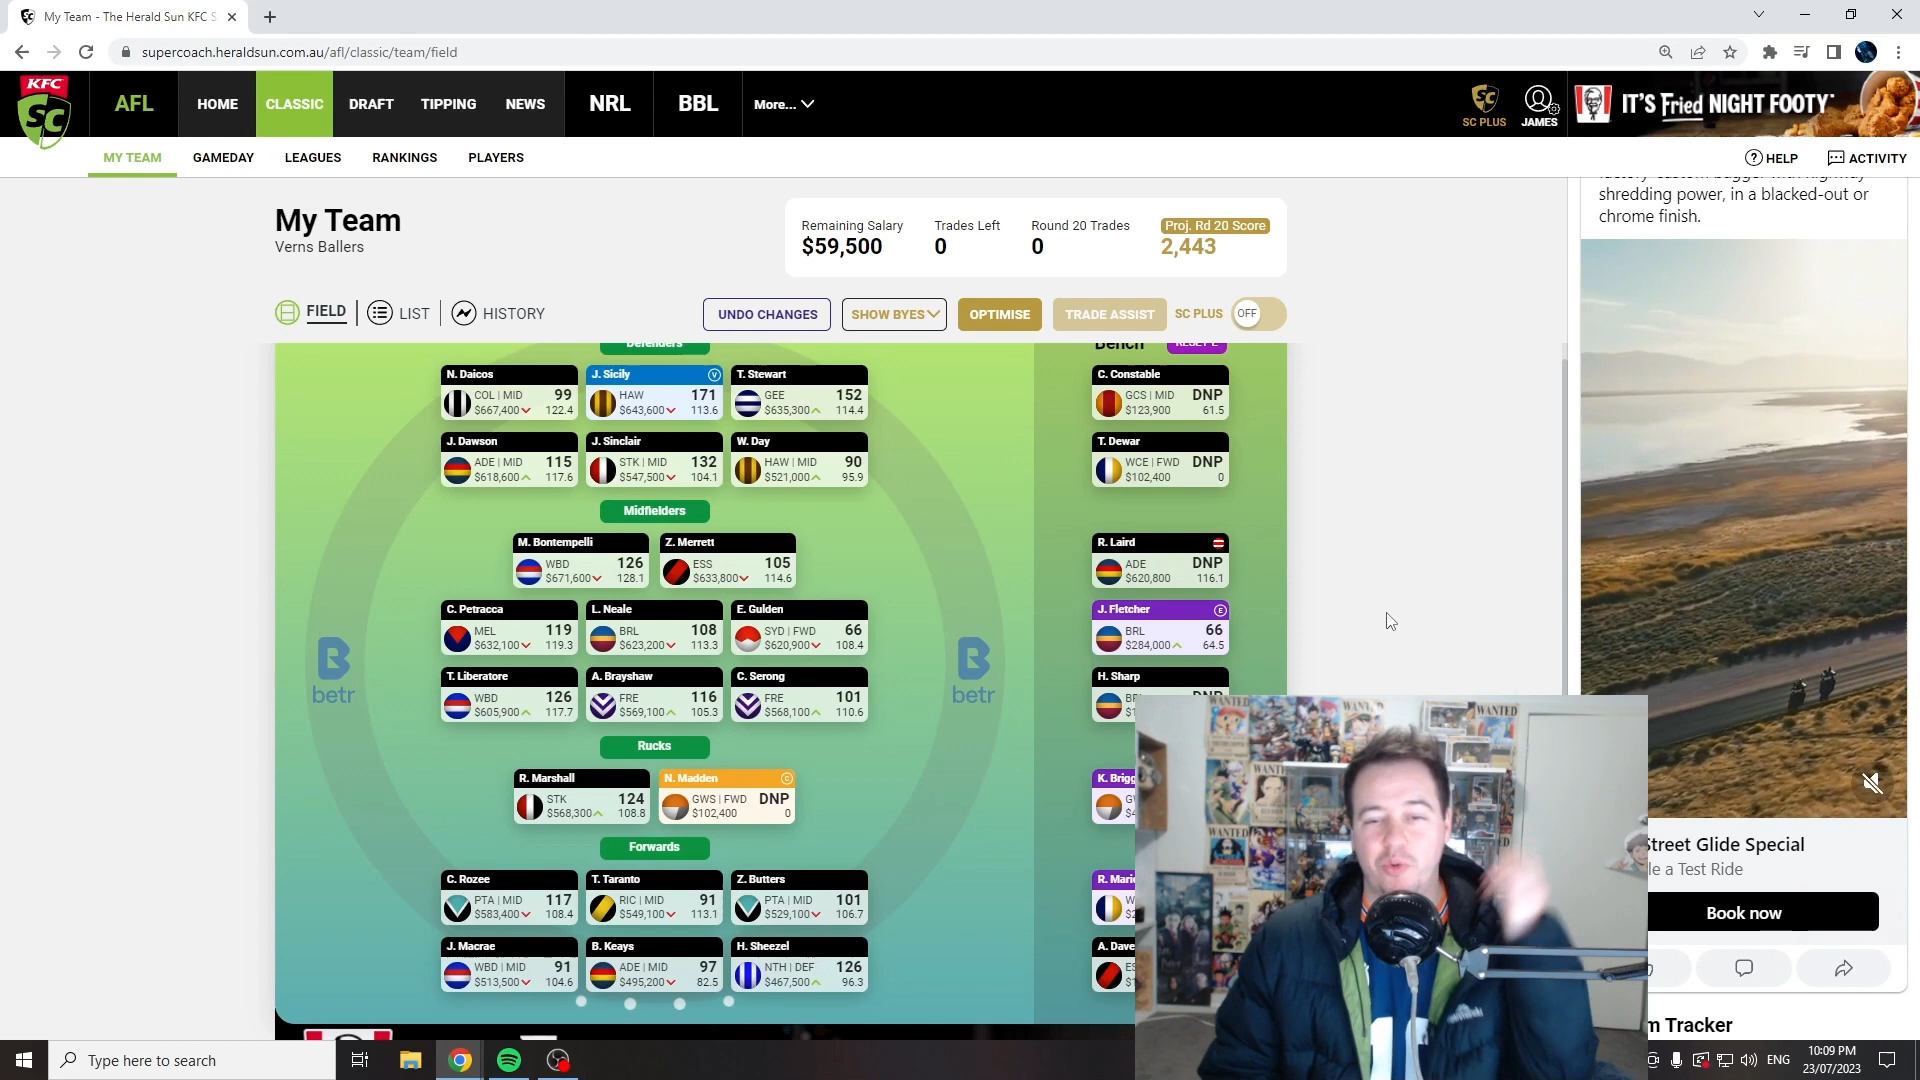 My Team - The Herald Sun KFC S
supercoach.heraldsun.com.au/afl/classic/team/field
KFC
SC
AFL
HOME
CLASSIC
DRAFT
TIPPING
NEWS
NRL
BBL
More...
SC PLUS
JAMES
IT'S Fried NIGHT FOOTY
MY TEAM
GAMEDAY
LEAGUES
RANKINGS
PLAYERS
HELP
ACTIVITY
My Team
Verns Ballers
Remaining Salary
$59,500
Trades Left
0
Round 20 Trades
0
Proj. Rd 20 Score
2,443
FIELD
LIST
HISTORY
UNDO CHANGES
SHOW BYES
OPTIMISE
TRADE ASSIST
SC PLUS
OFF
Defenders
Bench
N. Daicos
COL | MID 99
$667,400 122.4
J. Sicily V
HAW 171
$643,600 113.6
T. Stewart
GEE 152
$635,300 114.4
C. Constable
GCS | MID DNP
$123,900 61.5
J. Dawson
ADE | MID 115
$618,600 117.6
J. Sinclair
STK | MID 132
$547,500 104.1
W. Day
HAW | MID 90
$521,000 95.9
T. Dewar
WCE | FWD DNP
$102,400 0
Midfielders
M. Bontempelli
WBD 126
$671,600 128.1
Z. Merrett
ESS 105
$633,800 114.6
R. Laird
ADE DNP
$620,800 116.1
C. Petracca
MEL 119
$632,100 119.3
L. Neale
BRL 108
$623,200 113.3
E. Gulden
SYD | FWD 66
$620,900 108.4
J. Fletcher E
BRL 66
$284,000 64.5
T. Liberatore
WBD 126
$605,900 117.7
A. Brayshaw
FRE 116
$569,100 105.3
C. Serong
FRE 101
$568,100 110.6
H. Sharp
betr
betr
Rucks
R. Marshall
STK 124
$568,300 108.8
N. Madden C
GWS | FWD DNP
$102,400 0
K. Brigg
Forwards
C. Rozee
PTA | MID 117
$583,400 108.4
T. Taranto
RIC | MID 91
$549,100 113.1
Z. Butters
PTA | MID 101
$529,100 106.7
R. Maric
J. Macrae
WBD | MID 91
$513,500 104.6
B. Keays
ADE | MID 97
$495,200 82.5
H. Sheezel
NTH | DEF 126
$467,500 96.3
A. Dave
shredding power, in a blacked-out or
chrome finish.
Street Glide Special
le a Test Ride
Book now
m Tracker
WANTED
Type here to search
ENG
10:09 PM
23/07/2023